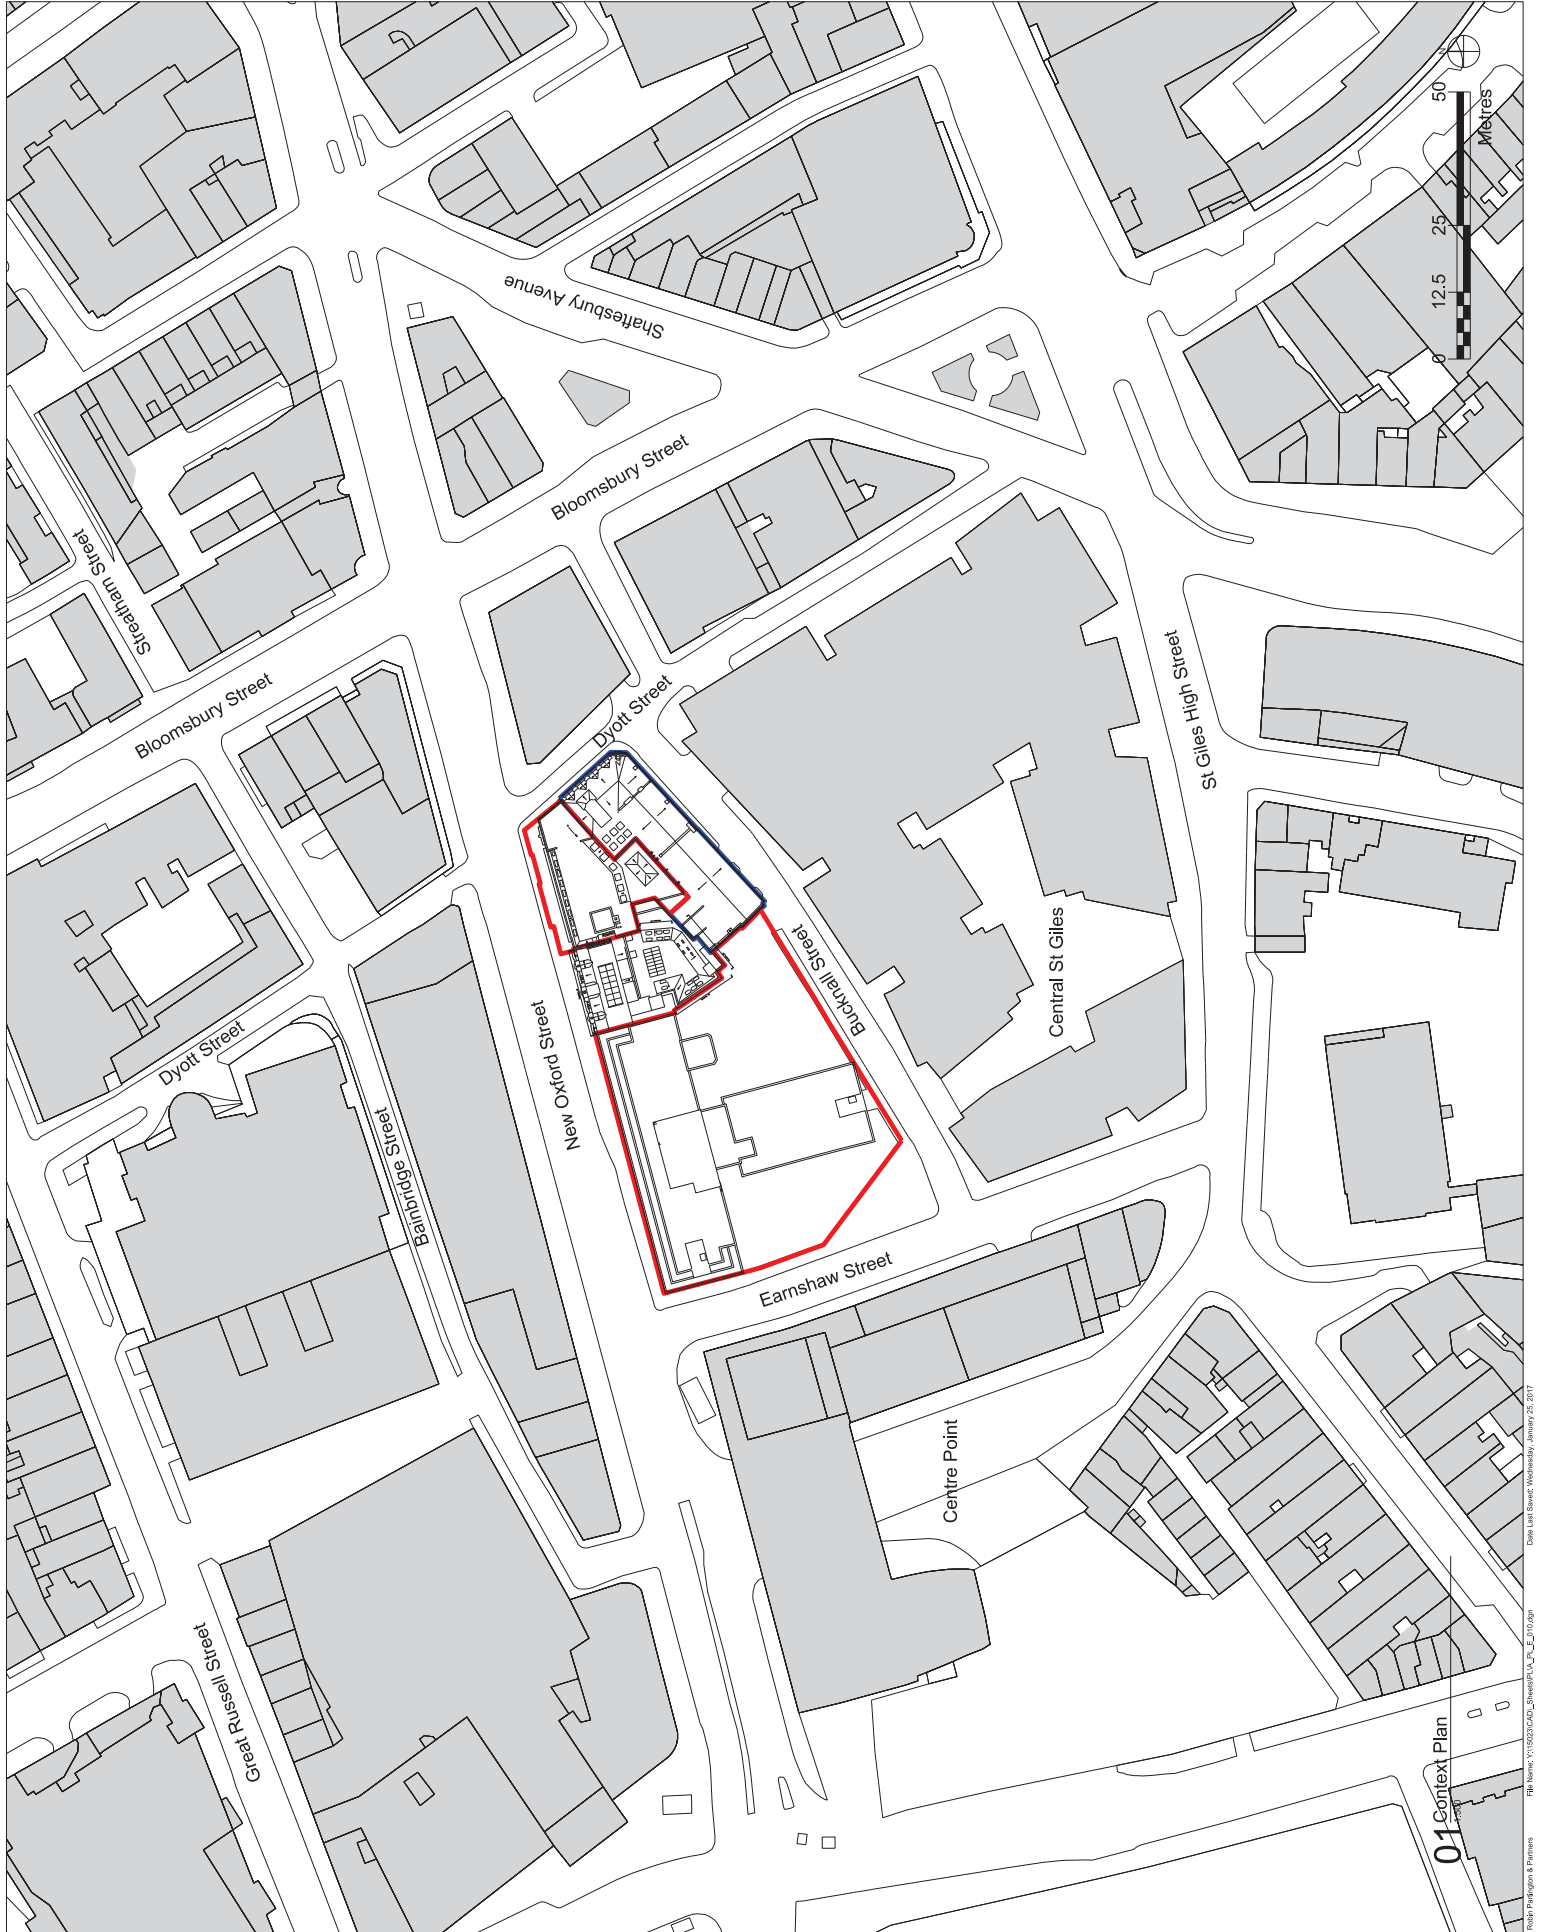 Shaftesbury Avenue
Bloomsbury Street
Streatham Street
Bloomsbury Street
Dyott Street
St Giles High Street
Central St Giles
Bucknall Street
New Oxford Street
Dyott Street
Bainbridge Street
Earnshaw Street
Centre Point
Great Russell Street
N
0 12.5 25 50
Metres
01 Context Plan
1:500
Robin Partington & Partners
Date Last Saved: Wednesday, January 25, 2017